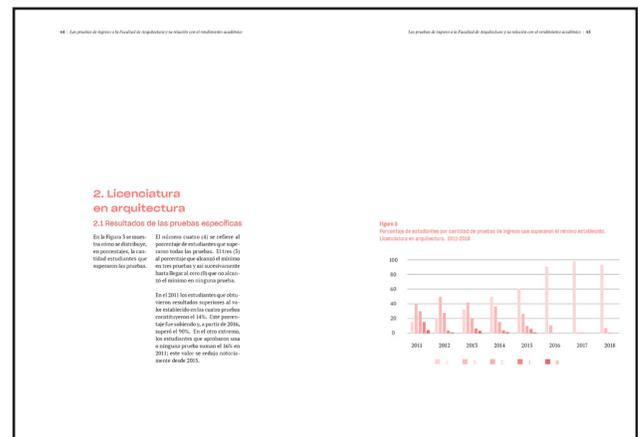 44 | Las pruebas de ingreso a la Facultad de Arquitectura y su relación con el rendimiento académico
Las pruebas de ingreso a la Facultad de Arquitectura y su relación con el rendimiento académico | 45
2. Licenciatura
en arquitectura
2.1 Resultados de las pruebas específicas
En la Figura 3 se mues-
tra cómo se distribuye,
en porcentajes, la can-
tidad estudiantes que
superaron las pruebas.
El número cuatro (4) se refiere al
porcentaje de estudiantes que supe-
raron todas las pruebas. El tres (3)
al porcentaje que alcanzó el mínimo
en tres pruebas y así sucesivamente
hasta llegar al cero (0) que no alcan-
zó el mínimo en ninguna prueba.
En el 2011 los estudiantes que obtu-
vieron resultados superiores al va-
lor establecido en las cuatro pruebas
constituyeron el 14%. Este porcen-
taje fue subiendo y, a partir de 2016,
superó el 90%. En el otro extremo,
los estudiantes que aprobaron una
o ninguna prueba suman el 16% en
2011; este valor se redujo notoria-
mente desde 2015.
Figura 3
Porcentaje de estudiantes por cantidad de pruebas de ingreso que superaron el mínimo establecido.
Licenciatura en arquitectura. 2011-2018
100
80
60
40
20
0
2011 2012 2013 2014 2015 2016 2017 2018
4 3 2 1 0